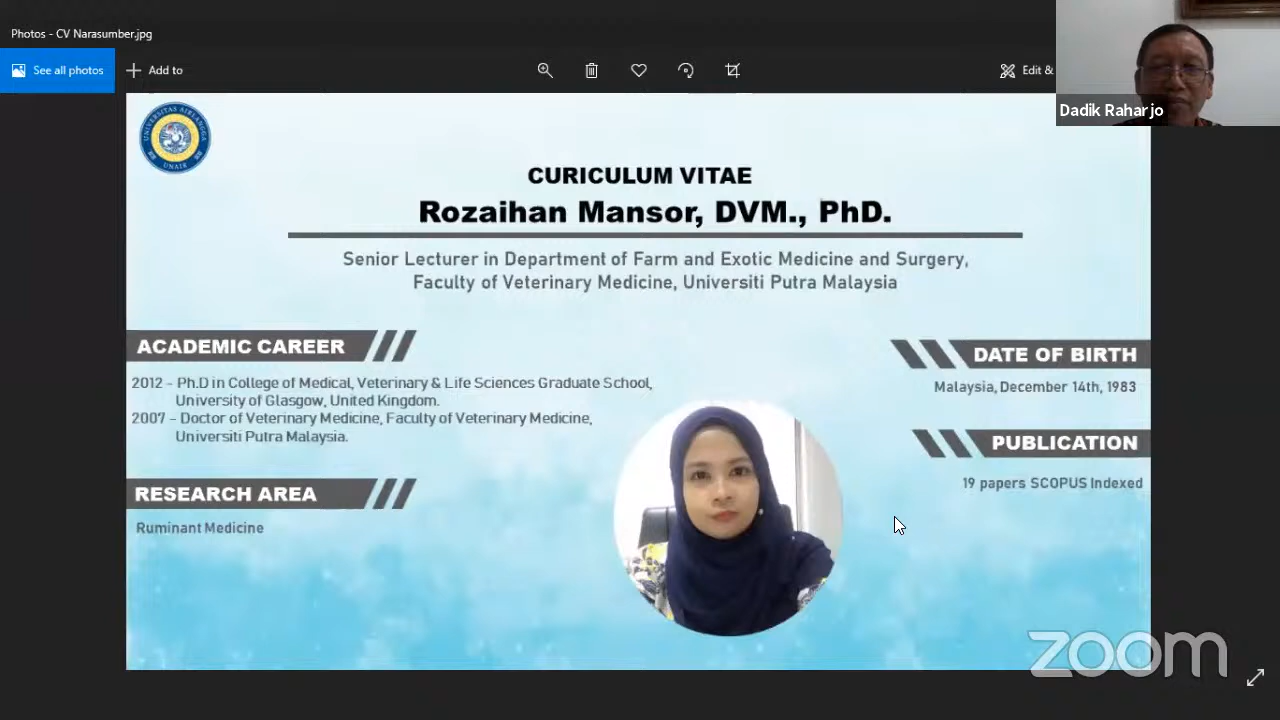 Photos - CV Narasumber.jpg
See all photos
Add to
Edit &
Dadik Raharjo
UNIVERSITAS AIRLANGGA
UNAIR
CURICULUM VITAE
Rozaihan Mansor, DVM., PhD.
Senior Lecturer in Department of Farm and Exotic Medicine and Surgery,
Faculty of Veterinary Medicine, Universiti Putra Malaysia
ACADEMIC CAREER
2012 - Ph.D in College of Medical, Veterinary & Life Sciences Graduate School,
University of Glasgow, United Kingdom.
2007 - Doctor of Veterinary Medicine, Faculty of Veterinary Medicine,
Universiti Putra Malaysia.
RESEARCH AREA
Ruminant Medicine
DATE OF BIRTH
Malaysia, December 14th, 1983
PUBLICATION
19 papers SCOPUS Indexed
zoom